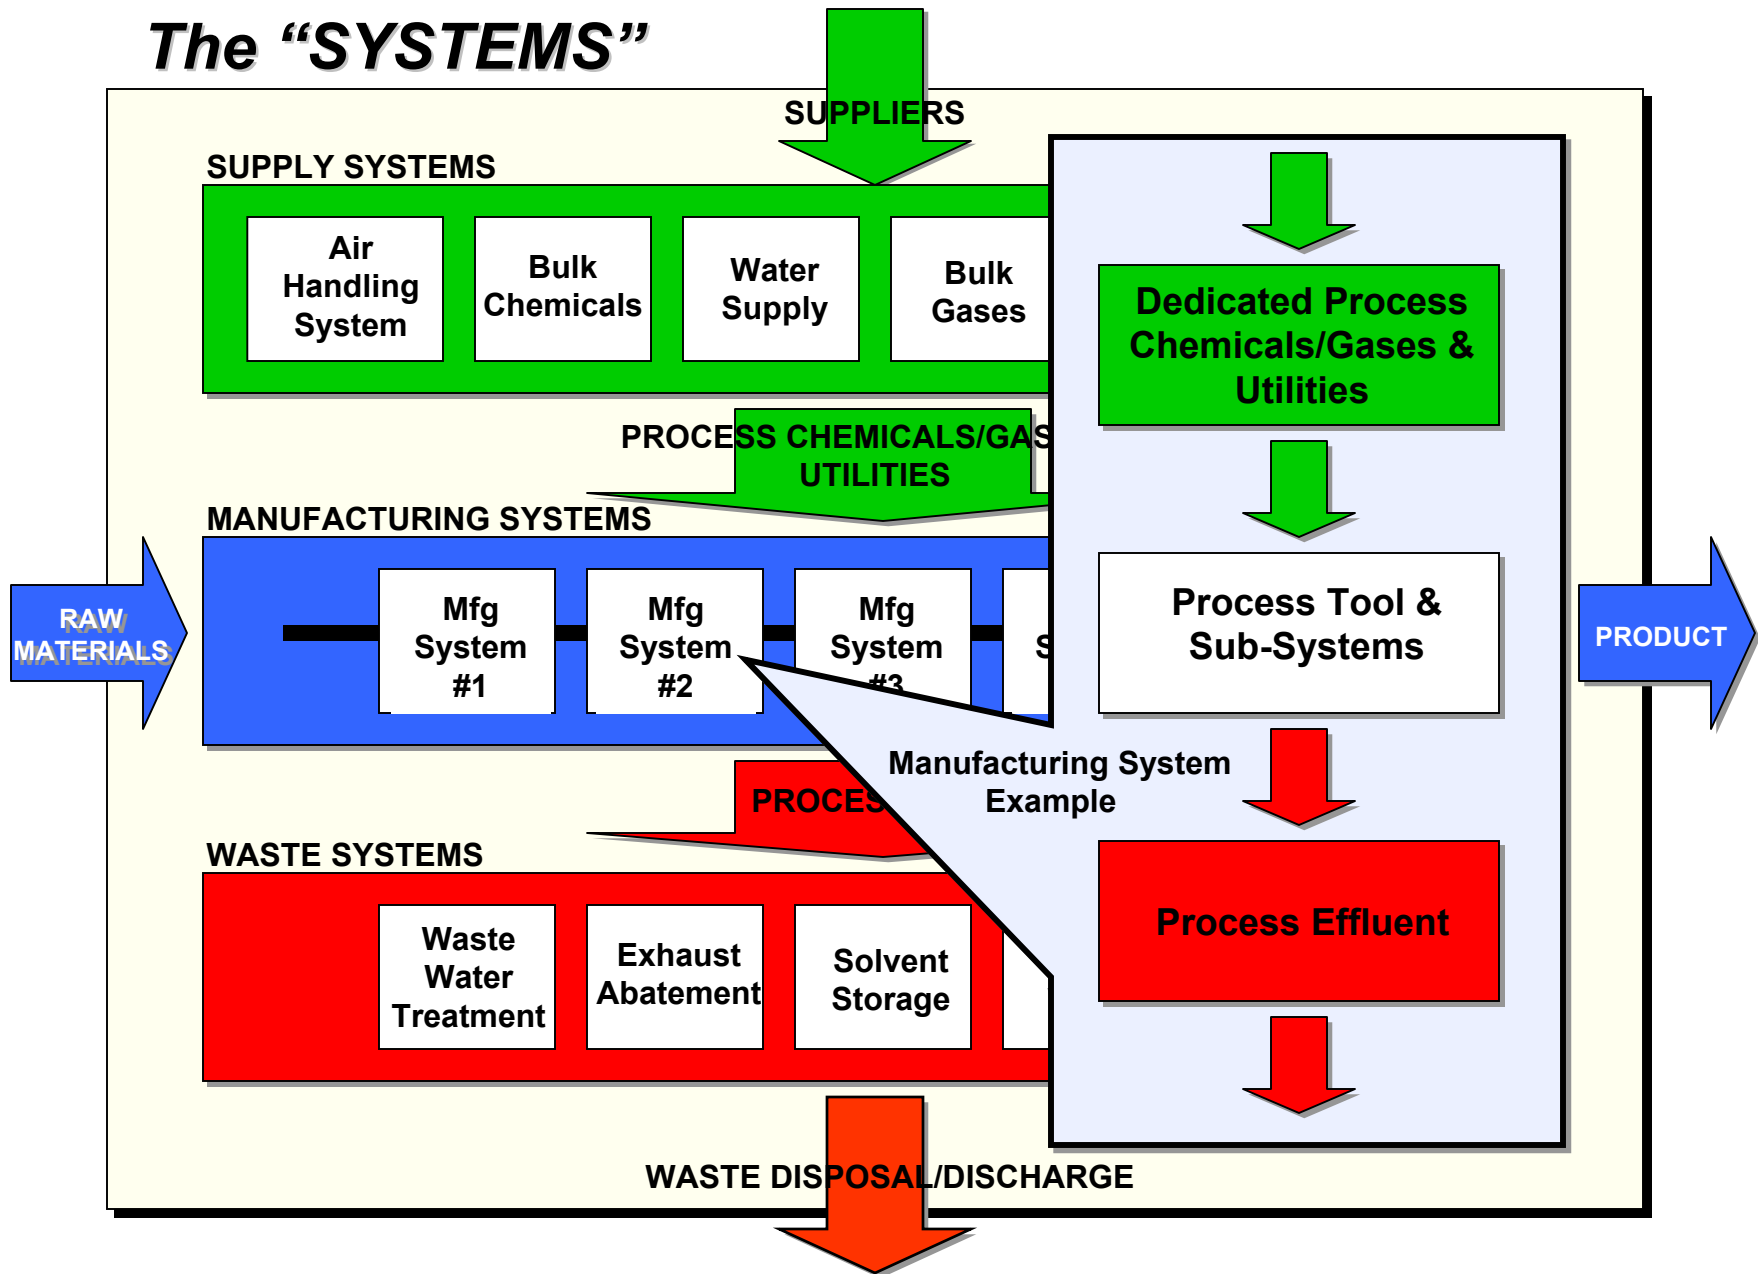 The “SYSTEMS”
SUPPLIERS
SUPPLY SYSTEMS
Air
Handling
System
Bulk
Chemicals
Water
Supply
Bulk
Gases
PROCESS CHEMICALS/GAS
UTILITIES
MANUFACTURING SYSTEMS
RAW
MATERIALS
Mfg
System
#1
Mfg
System
#2
Mfg
System
#3
PRODUCT
WASTE SYSTEMS
Waste
Water
Treatment
Exhaust
Abatement
Solvent
Storage
WASTE DISPOSAL/DISCHARGE
Dedicated Process
Chemicals/Gases &
Utilities
Process Tool &
Sub-Systems
Manufacturing System
Example
Process Effluent